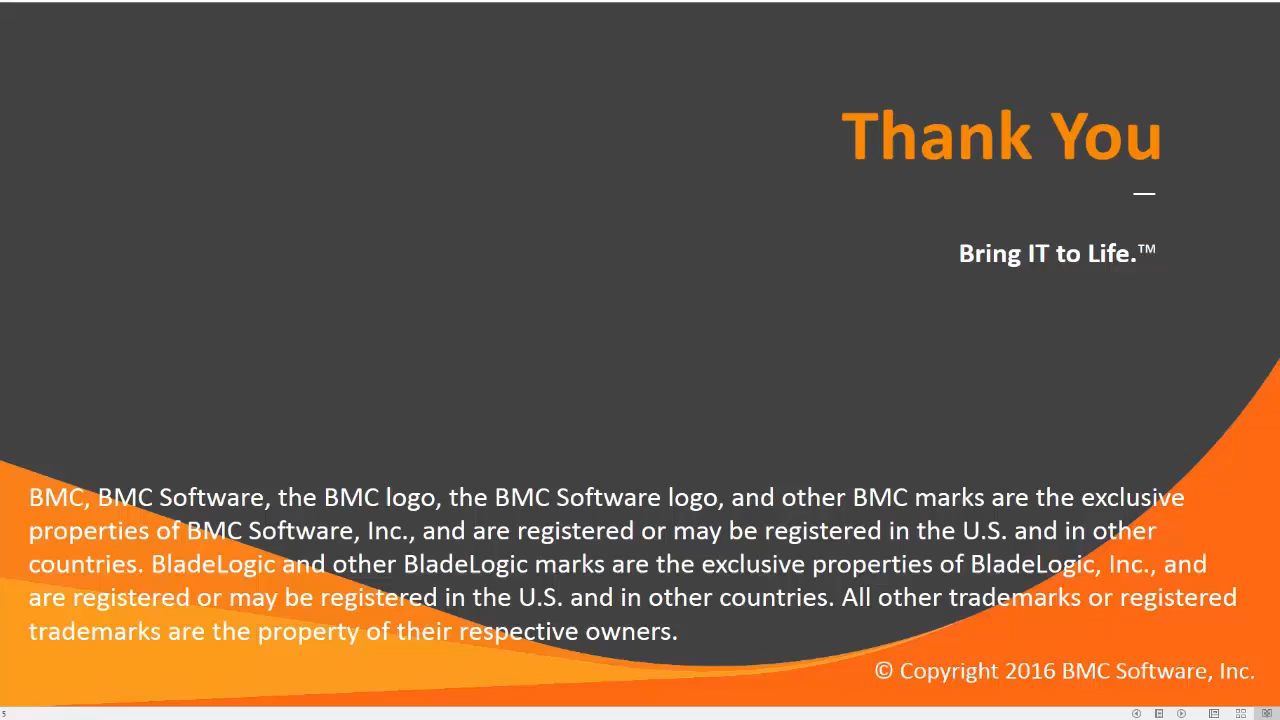 Thank You
Bring IT to Life.™
BMC, BMC Software, the BMC logo, the BMC Software logo, and other BMC marks are the exclusive
properties of BMC Software, Inc., and are registered or may be registered in the U.S. and in other
countries. BladeLogic and other BladeLogic marks are the exclusive properties of BladeLogic, Inc., and
are registered or may be registered in the U.S. and in other countries. All other trademarks or registered
trademarks are the property of their respective owners.
© Copyright 2016 BMC Software, Inc.
5